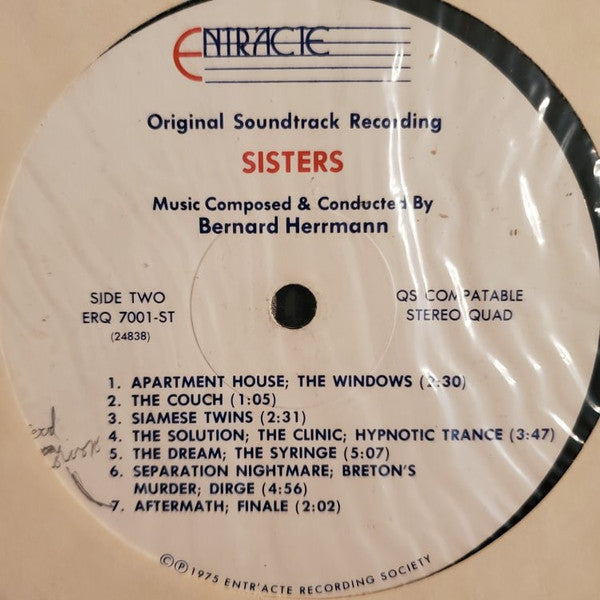 ENTR'ACTE
Original Soundtrack Recording
SISTERS
Music Composed & Conducted By
Bernard Herrmann
SIDE TWO
ERQ 7001-ST
(24838)
QS COMPATABLE
STEREO QUAD
1. APARTMENT HOUSE; THE WINDOWS (2:30)
2. THE COUCH (1:05)
3. SIAMESE TWINS (2:31)
4. THE SOLUTION; THE CLINIC; HYPNOTIC TRANCE (3:47)
5. THE DREAM; THE SYRINGE (5:07)
6. SEPARATION NIGHTMARE; BRETON'S
MURDER; DIRGE (4:56)
7. AFTERMATH; FINALE (2:02)
©Ⓟ1975 ENTR'ACTE RECORDING SOCIETY